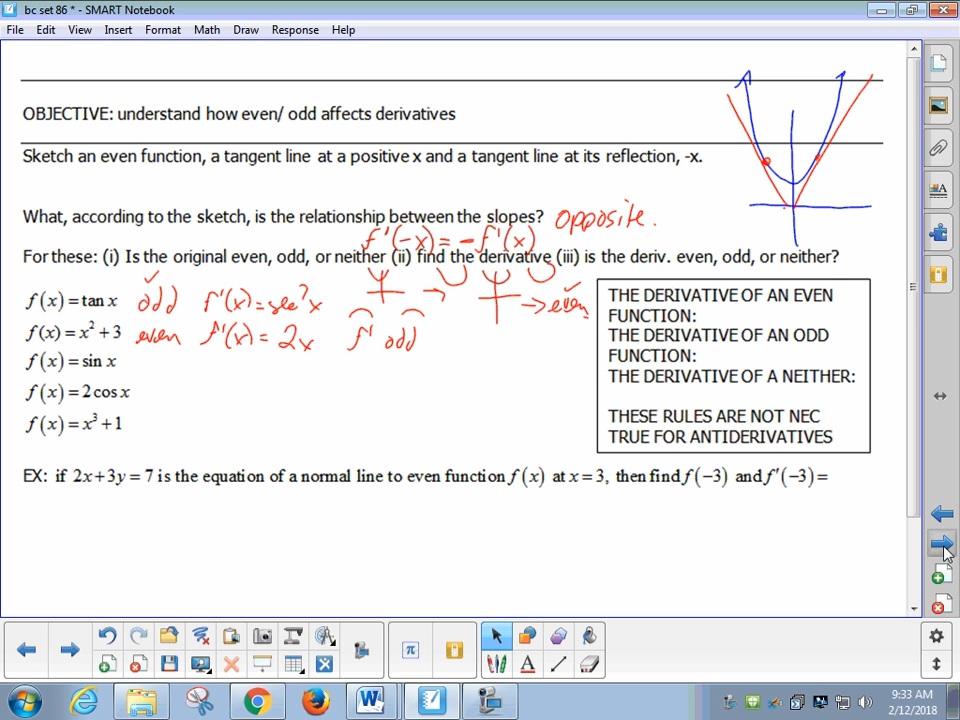 bc set 86 * - SMART Notebook
File Edit View Insert Format Math Draw Response Help
OBJECTIVE: understand how even/ odd affects derivatives
Sketch an even function, a tangent line at a positive x and a tangent line at its reflection, -x.
What, according to the sketch, is the relationship between the slopes? opposite.
f'(-x) = -f'(x)
For these: (i) Is the original even, odd, or neither (ii) find the derivative (iii) is the deriv. even, odd, or neither?
f(x) = tan x odd f'(x) = sec²x → → even
f(x) = x² + 3 even f'(x) = 2x f' odd
f(x) = sin x
f(x) = 2 cos x
f(x) = x³ + 1
THE DERIVATIVE OF AN EVEN
FUNCTION:
THE DERIVATIVE OF AN ODD
FUNCTION:
THE DERIVATIVE OF A NEITHER:
THESE RULES ARE NOT NEC
TRUE FOR ANTIDERIVATIVES
EX: if 2x+3y = 7 is the equation of a normal line to even function f(x) at x = 3, then find f(-3) and f'(-3) =
9:33 AM
2/12/2018